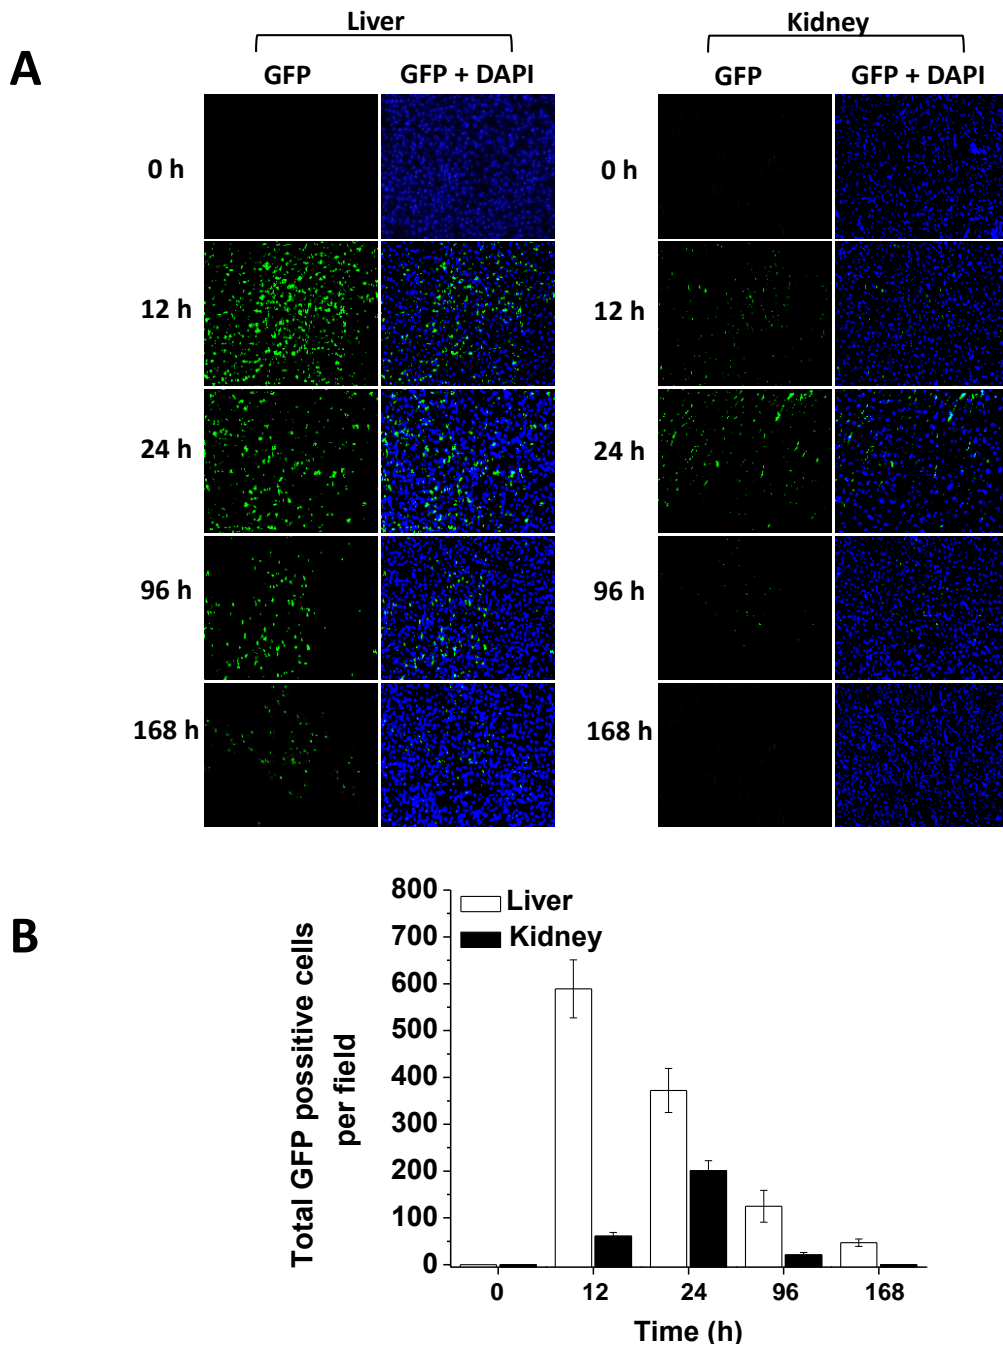 A
Liver
Kidney
GFP
GFP + DAPI
GFP
GFP + DAPI
0 h
0 h
12 h
12 h
24 h
24 h
96 h
96 h
168 h
168 h
B
Total GFP possitive cells
per field
800
700
600
500
400
300
200
100
0
Liver
Kidney
0
12
24
96
168
Time (h)